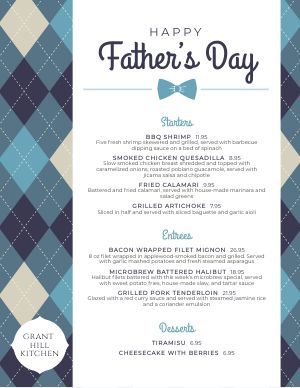 HAPPY
Father's Day
Starters
BBQ SHRIMP 11.95
Five fresh shrimp skewered and grilled, served with barbecue
dipping sauce on a bed of spinach
SMOKED CHICKEN QUESADILLA 8.95
Slow smoked chicken breast shredded and topped with
caramelized onions, roasted poblano guacamole, served with
jicama salsa and chipotle
FRIED CALAMARI 9.95
Battered and fried calamari, served with house-made marinara and
salad greens
GRILLED ARTICHOKE 7.95
Sliced in half and served with sliced baguette and garlic aioli
Entrées
BACON WRAPPED FILET MIGNON 26.95
8 oz filet wrapped in applewood-smoked bacon and grilled. Served
with garlic mashed potatoes and fresh steamed asparagus
MICROBREW BATTERED HALIBUT 18.95
Halibut fillets battered with this week's microbrew special, served
with sweet potato fries, house-made slaw, and tartar sauce
GRILLED PORK TENDERLOIN 22.95
Glazed with a red curry sauce and served with steamed jasmine rice
and a coriander emulsion
Desserts
TIRAMISU 6.95
CHEESECAKE WITH BERRIES 6.95
GRANT
HILL
KITCHEN